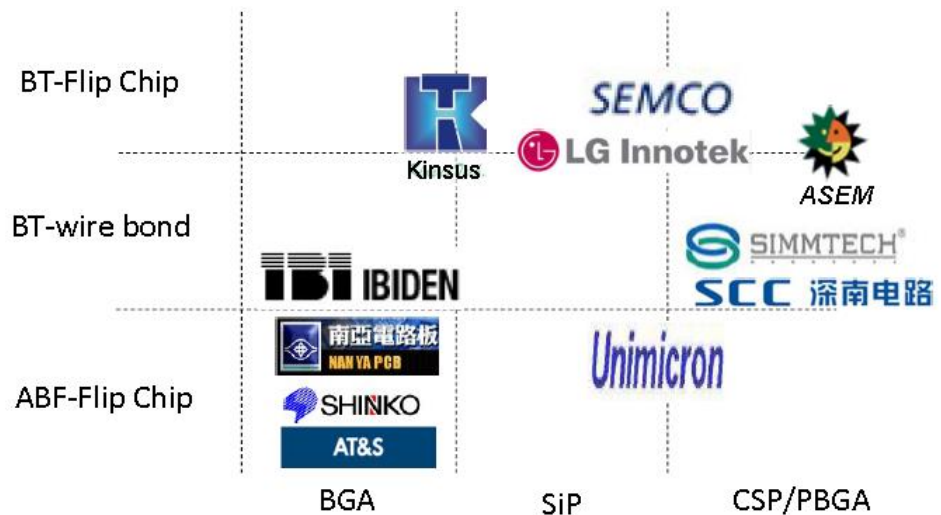 BT-Flip Chip
SEMCO
LG Innotek
Kinsus
ASEM
BT-wire bond
SIMMTECH®
IBIDEN
SCC 深南电路
南亞電路板
NAN YA PCB
Unimicron
ABF-Flip Chip
SHINKO
AT&S
BGA
SiP
CSP/PBGA